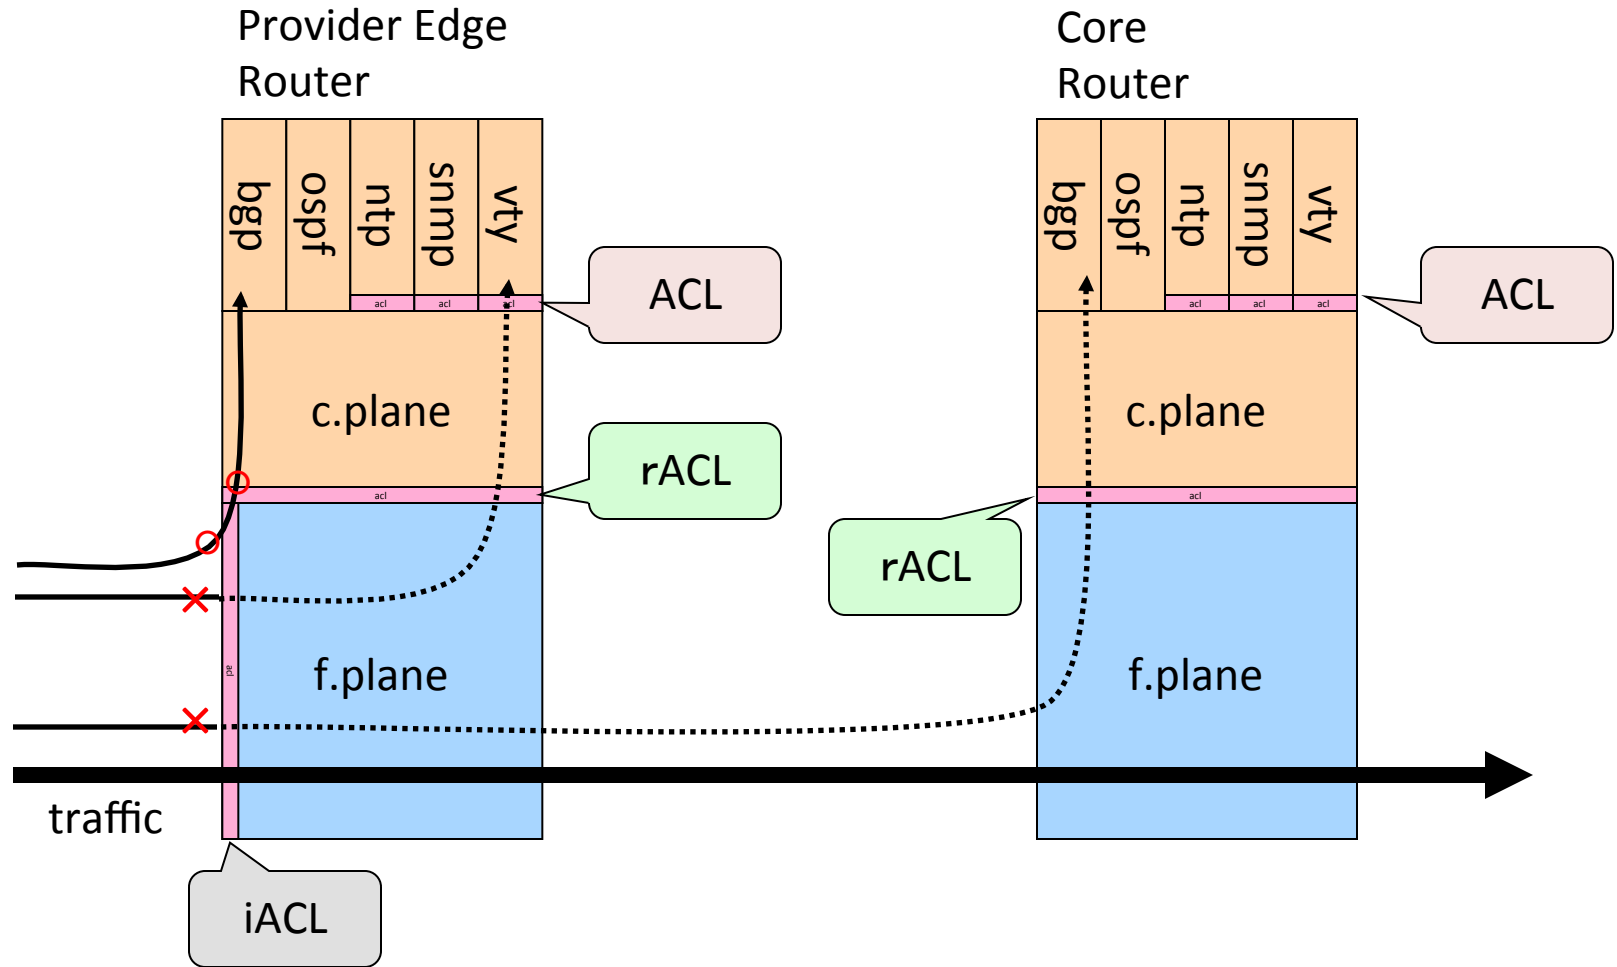 Provider Edge
Router
Core
Router
bgp
ospf
ntp
snmp
vty
acl
acl
acl
ACL
c.plane
rACL
acl
acl
f.plane
traffic
iACL
bgp
ospf
ntp
snmp
vty
acl
acl
acl
ACL
c.plane
acl
rACL
f.plane